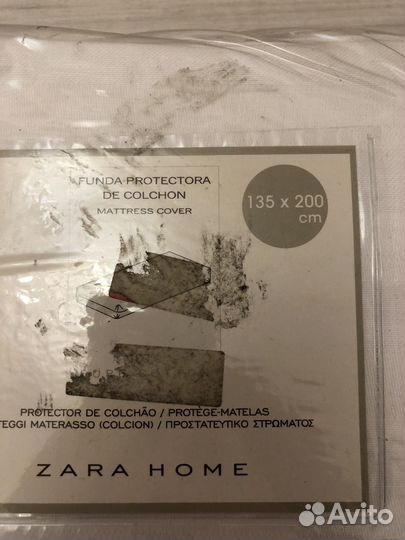 FUNDA PROTECTORA
DE COLCHON
MATTRESS COVER
135 x 200
cm
PROTECTOR DE COLCHÃO / PROTÈGE-MATELAS
TEGGI MATERASSO (COLCION) / ΠΡΟΣΤΑΤΕΥΤΙΚΟ ΣΤΡΩΜΑΤΟΣ
ZARA HOME
Avito